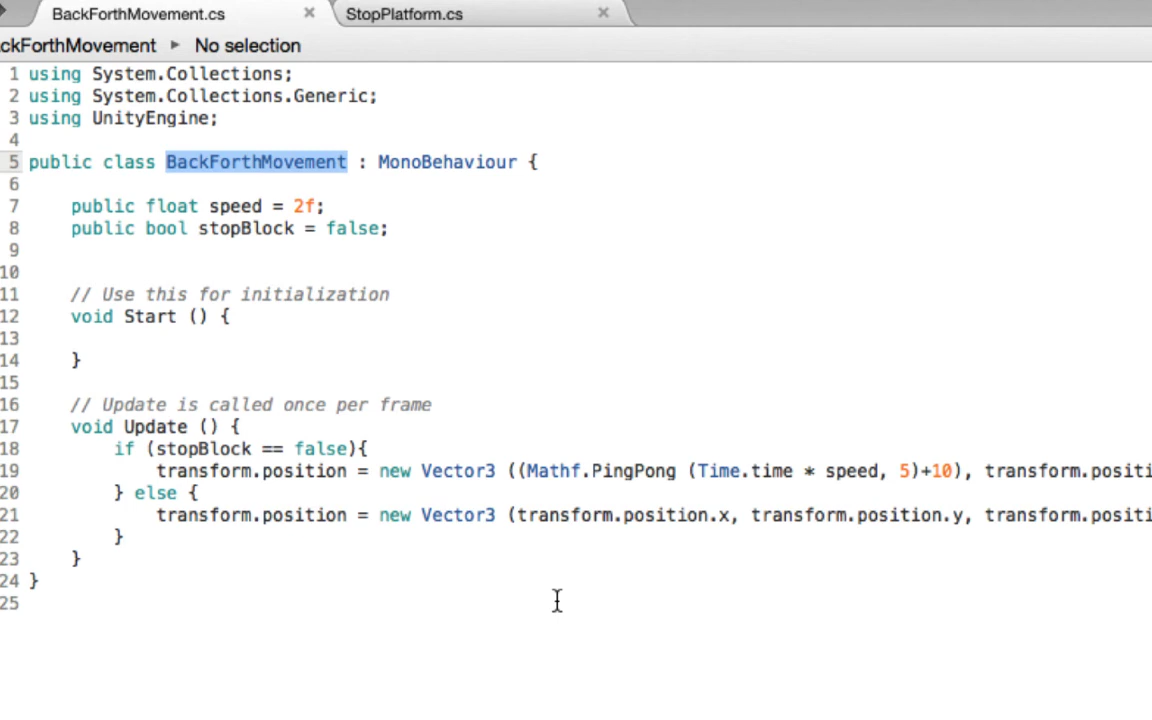 BackForthMovement.cs StopPlatform.cs
ckForthMovement No selection
1 using System.Collections;
2 using System.Collections.Generic;
3 using UnityEngine;
4
5 public class BackForthMovement : MonoBehaviour {
6
7 public float speed = 2f;
8 public bool stopBlock = false;
9
10
11 // Use this for initialization
12 void Start () {
13
14 }
15
16 // Update is called once per frame
17 void Update () {
18 if (stopBlock == false){
19 transform.position = new Vector3 ((Mathf.PingPong (Time.time * speed, 5)+10), transform.positi
20 } else {
21 transform.position = new Vector3 (transform.position.x, transform.position.y, transform.positi
22 }
23 }
24 }
25